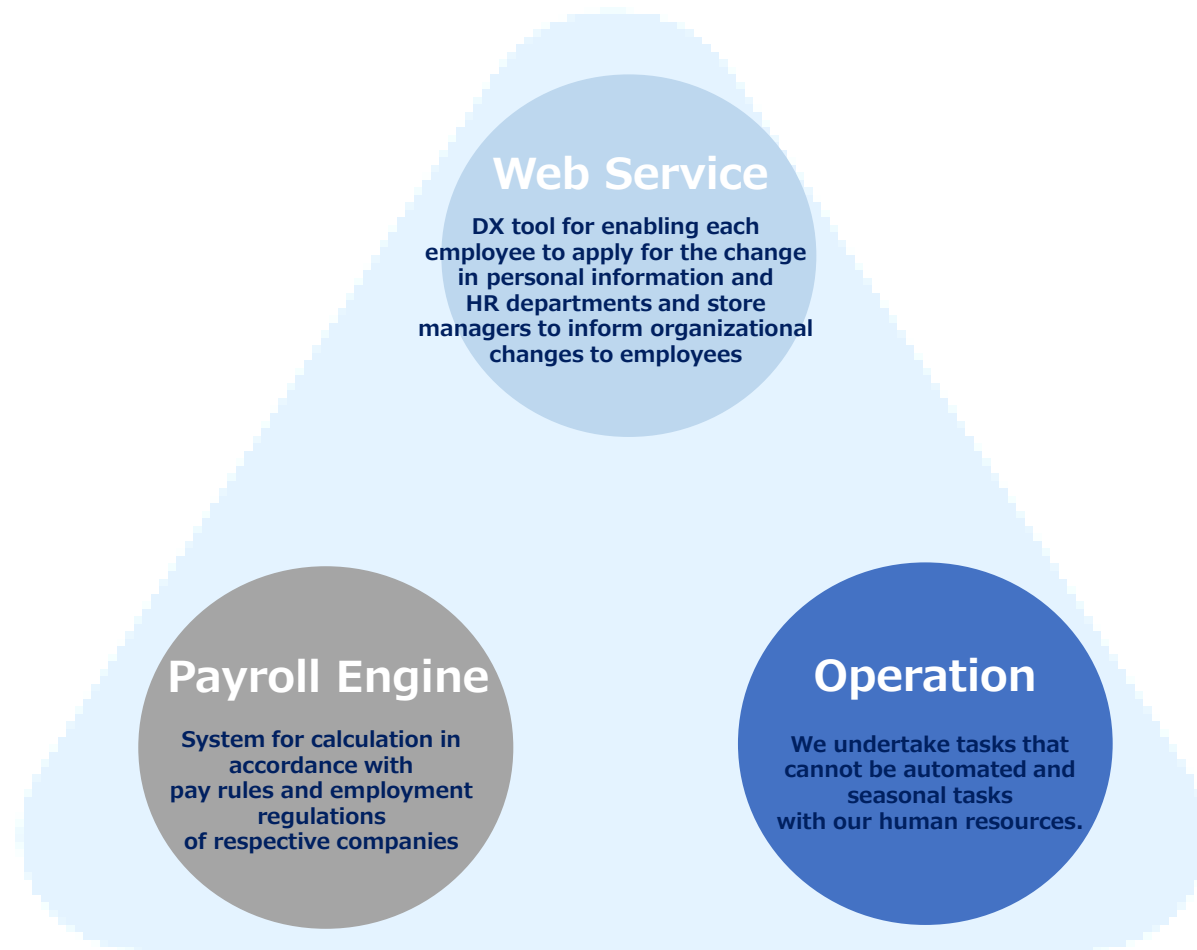 Web Service
DX tool for enabling each
employee to apply for the change
in personal information and
HR departments and store
managers to inform organizational
changes to employees
Payroll Engine
System for calculation in
accordance with
pay rules and employment
regulations
of respective companies
Operation
We undertake tasks that
cannot be automated and
seasonal tasks
with our human resources.